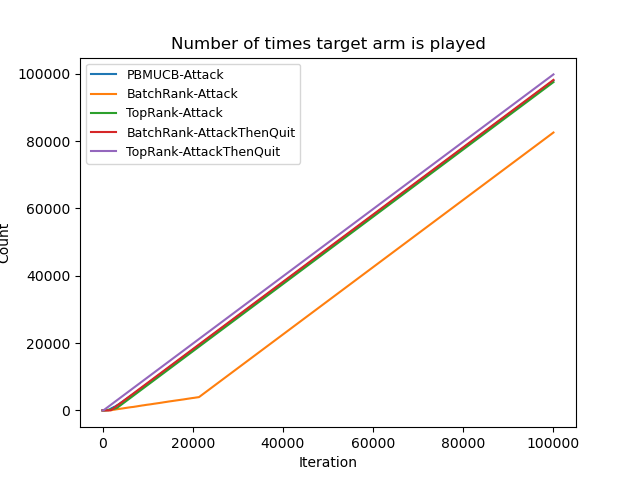 Number of times target arm is played
100000
80000
60000
40000
20000
0
Count
PBMUCB-Attack
BatchRank-Attack
TopRank-Attack
BatchRank-AttackThenQuit
TopRank-AttackThenQuit
0 20000 40000 60000 80000 100000
Iteration